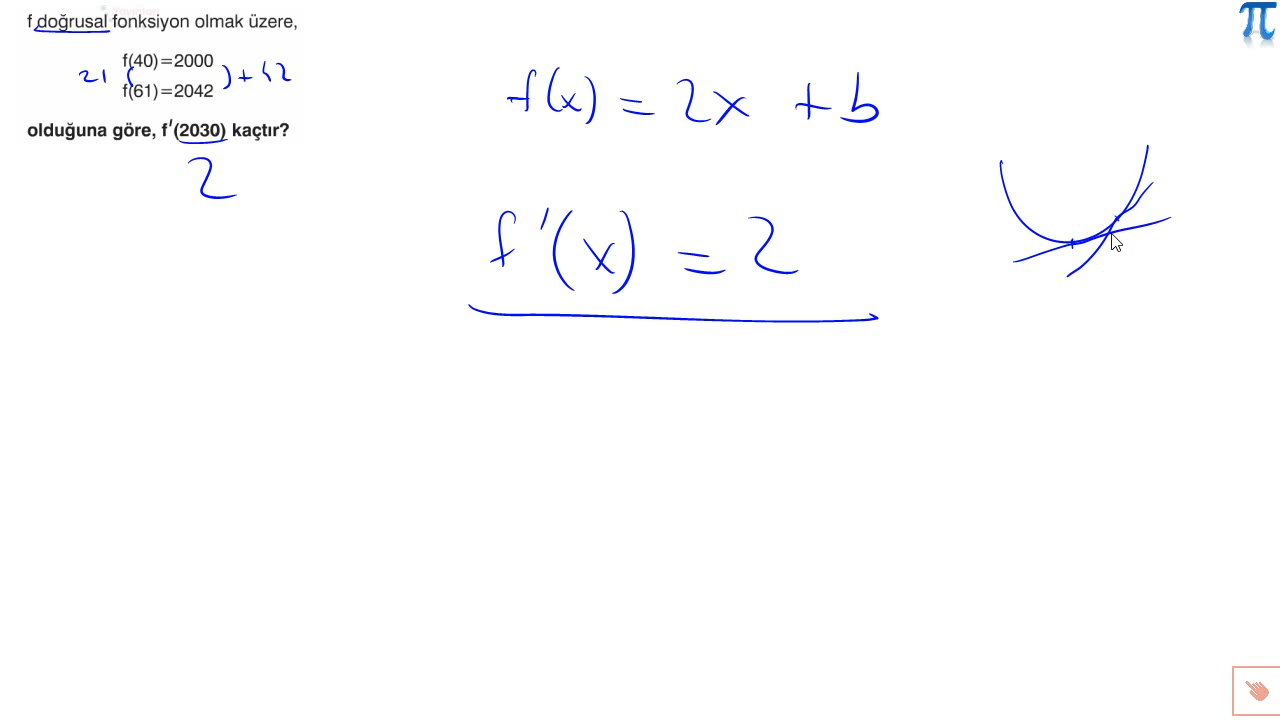 f doğrusal fonksiyon olmak üzere,
f(40)=2000
21 ( ) +42
f(61)=2042
olduğuna göre, f'(2030) kaçtır?
2
f(x) = 2x + b
f'(x) = 2
π